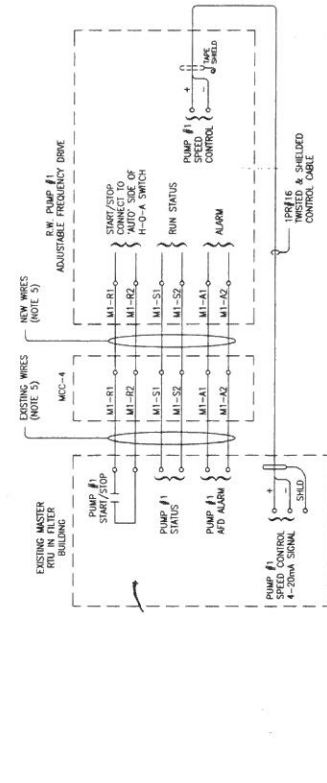 EXISTING MASTER
RTU IN FILTER
BUILDING
EXISTING WIRES
(NOTE 5)
MCC-4
NEW WIRES
(NOTE 5)
R.W. PUMP #1
ADJUSTABLE FREQUENCY DRIVE
PUMP #1
START/STOP
M1-R1
M1-R1
M1-R2
M1-R2
START/STOP
CONNECT TO
'AUTO' SIDE OF
H-O-A SWITCH
PUMP #1
STATUS
M1-S1
M1-S1
M1-S2
M1-S2
RUN STATUS
PUMP #1
AFD ALARM
M1-A1
M1-A1
M1-A2
M1-A2
ALARM
PUMP #1
SPEED
CONTROL
+
-
TAPE
SHIELD
PUMP #1
SPEED CONTROL
4-20mA SIGNAL
+
-
SHLD
1PR#16
TWISTED & SHIELDED
CONTROL CABLE